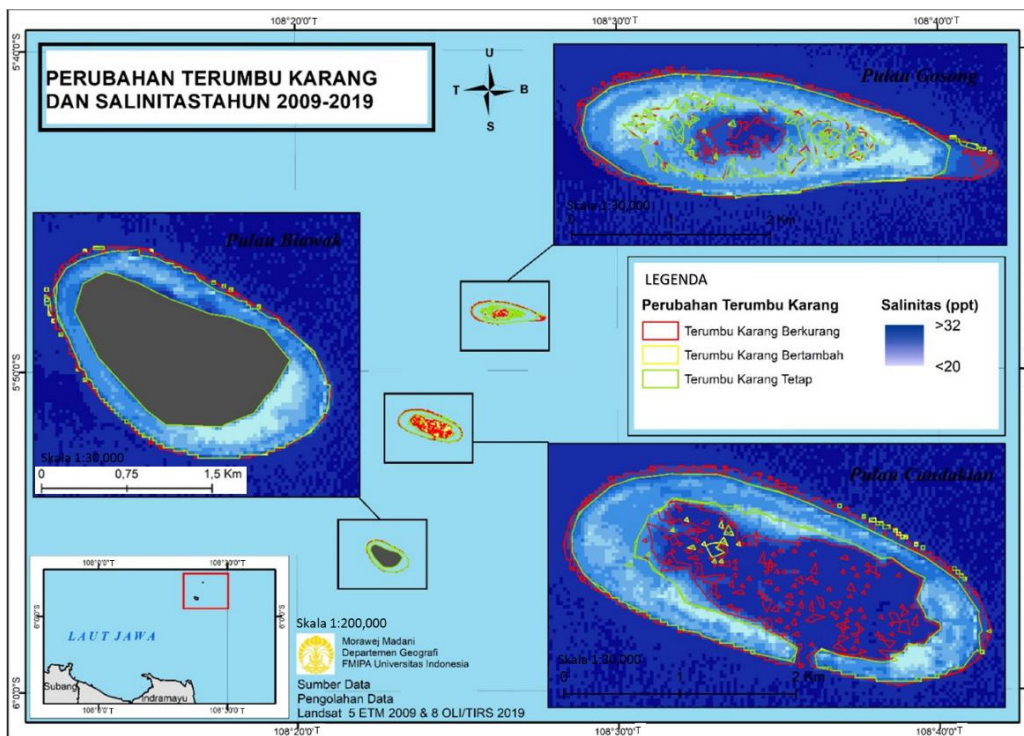 108°20'0"T 108°30'0"T 108°40'0"T
5°40'0"S
PERUBAHAN TERUMBU KARANG
DAN SALINITASTAHUN 2009-2019
U
T B
S
Pulau Gosong
Skala 1:30,000
0 1 2 Km
Pulau Biawak
Skala 1:30,000
0 0,75 1,5 Km
LEGENDA
Perubahan Terumbu Karang
Terumbu Karang Berkurang
Terumbu Karang Bertambah
Terumbu Karang Tetap
Salinitas (ppt)
>32
<20
5°50'0"S
Pulau Candakian
Skala 1:30,000
0 1 2 Km
108°0'0"T 108°30'0"T
6°0'0"S
LAUT JAWA
Subang
Indramayu
108°0'0"T 108°30'0"T
Skala 1:200,000
Morawej Madani
Departemen Geografi
FMIPA Universitas Indonesia
Sumber Data
Pengolahan Data
Landsat 5 ETM 2009 & 8 OLI/TIRS 2019
6°0'0"S
108°20'0"T 108°30'0"T 108°40'0"T